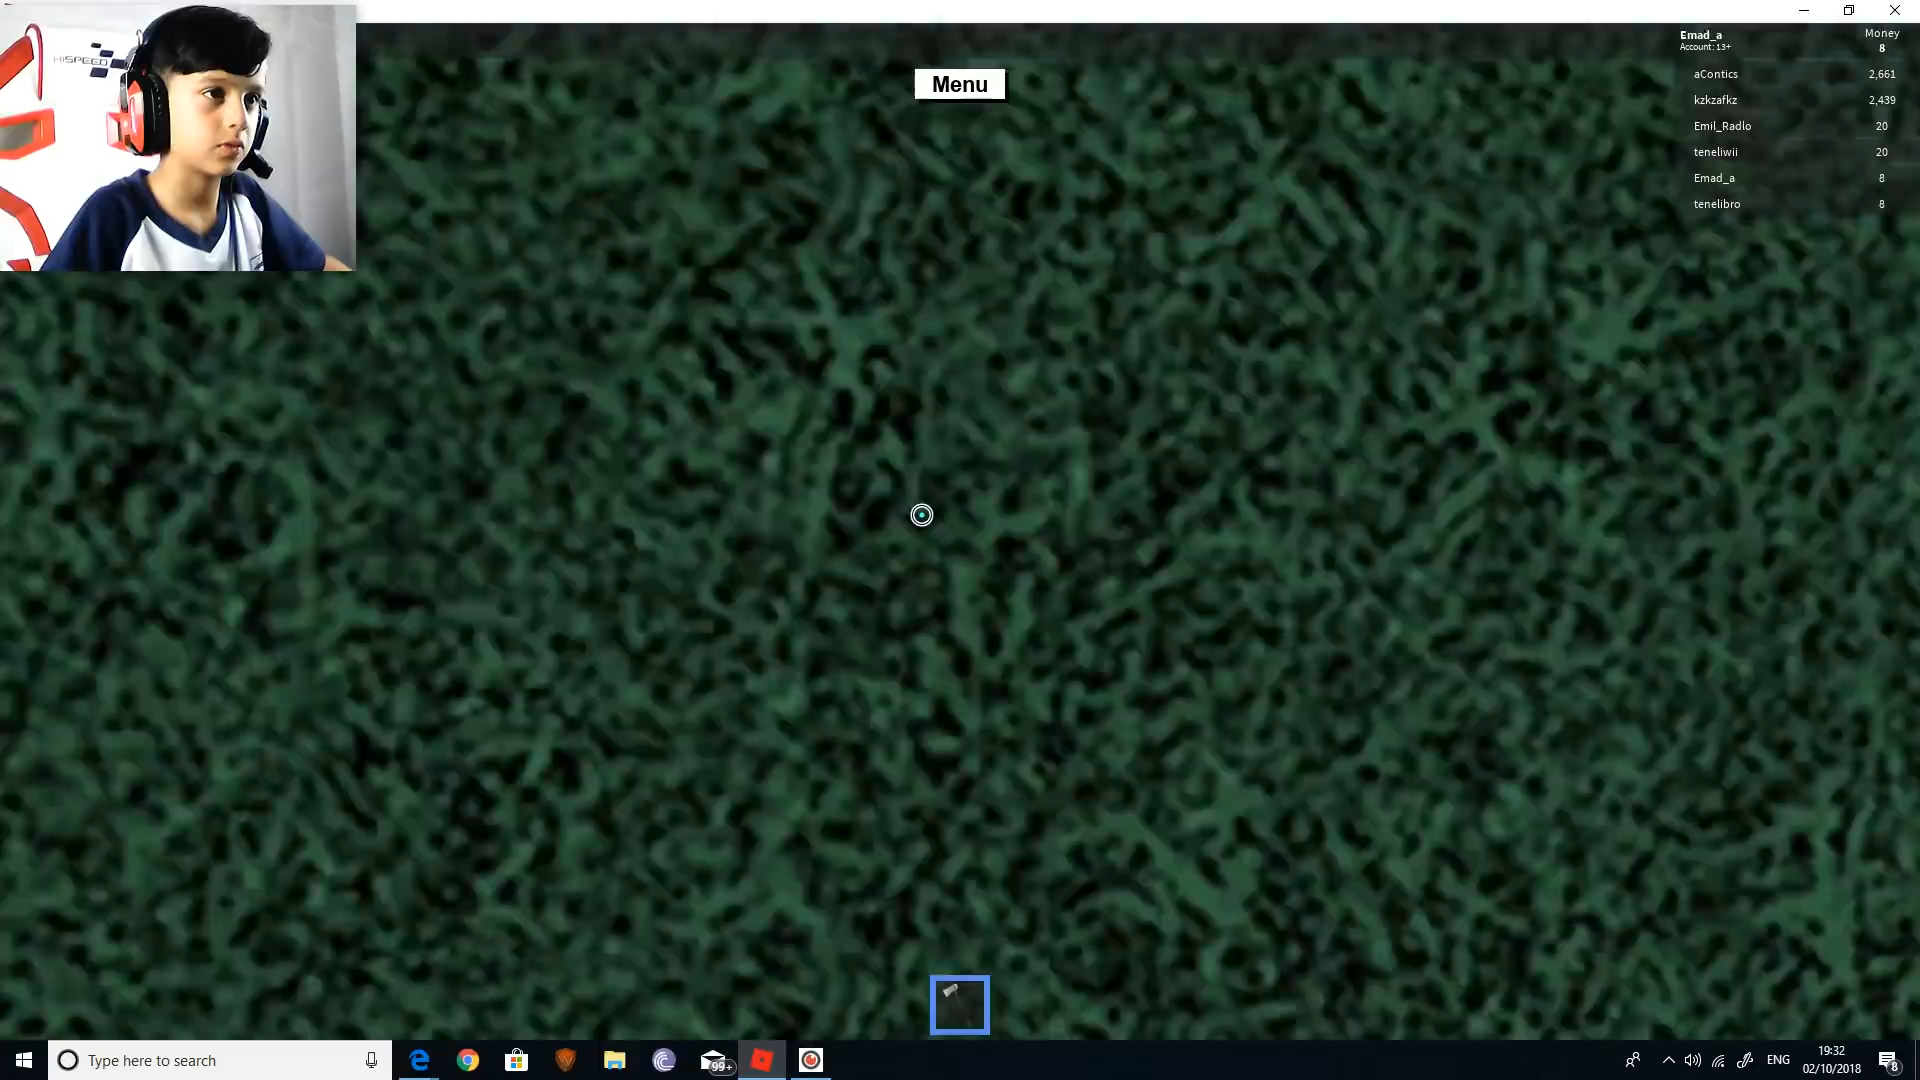 HISPEED
Menu
Emad_a Money
Account: 13+ 8
aContics 2,661
kzkzafkz 2,439
Emil_Radlo 20
teneliwii 20
Emad_a 8
tenelibro 8
Type here to search
99+
ENG
19:32
02/10/2018
8